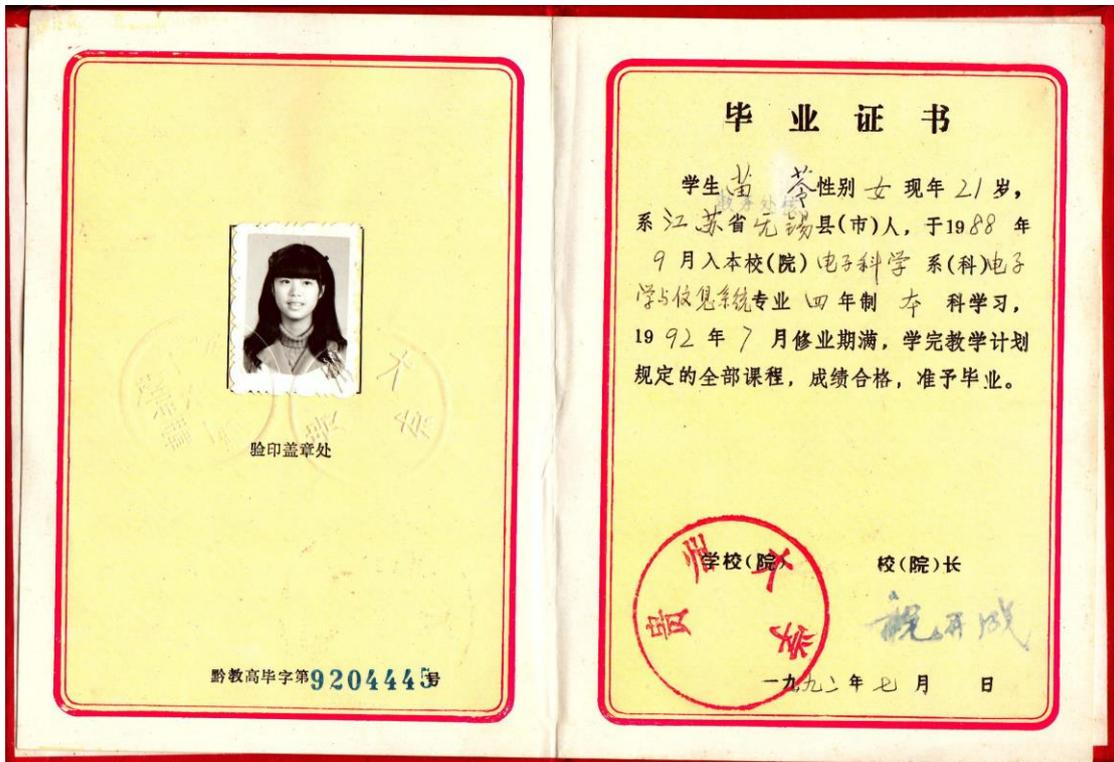 验印盖章处
黔教高毕字第9204445号
毕业证书
学生苗苓性别女现年21岁，
系江苏省无锡县(市)人，于1988年
9月入本校(院)电子科学系(科)电子
学与信息系统专业四年制本科学习，
1992年7月修业期满，学完教学计划
规定的全部课程，成绩合格，准予毕业。
学校(院)
校(院)长
贵州大学
一九九二年七月 日